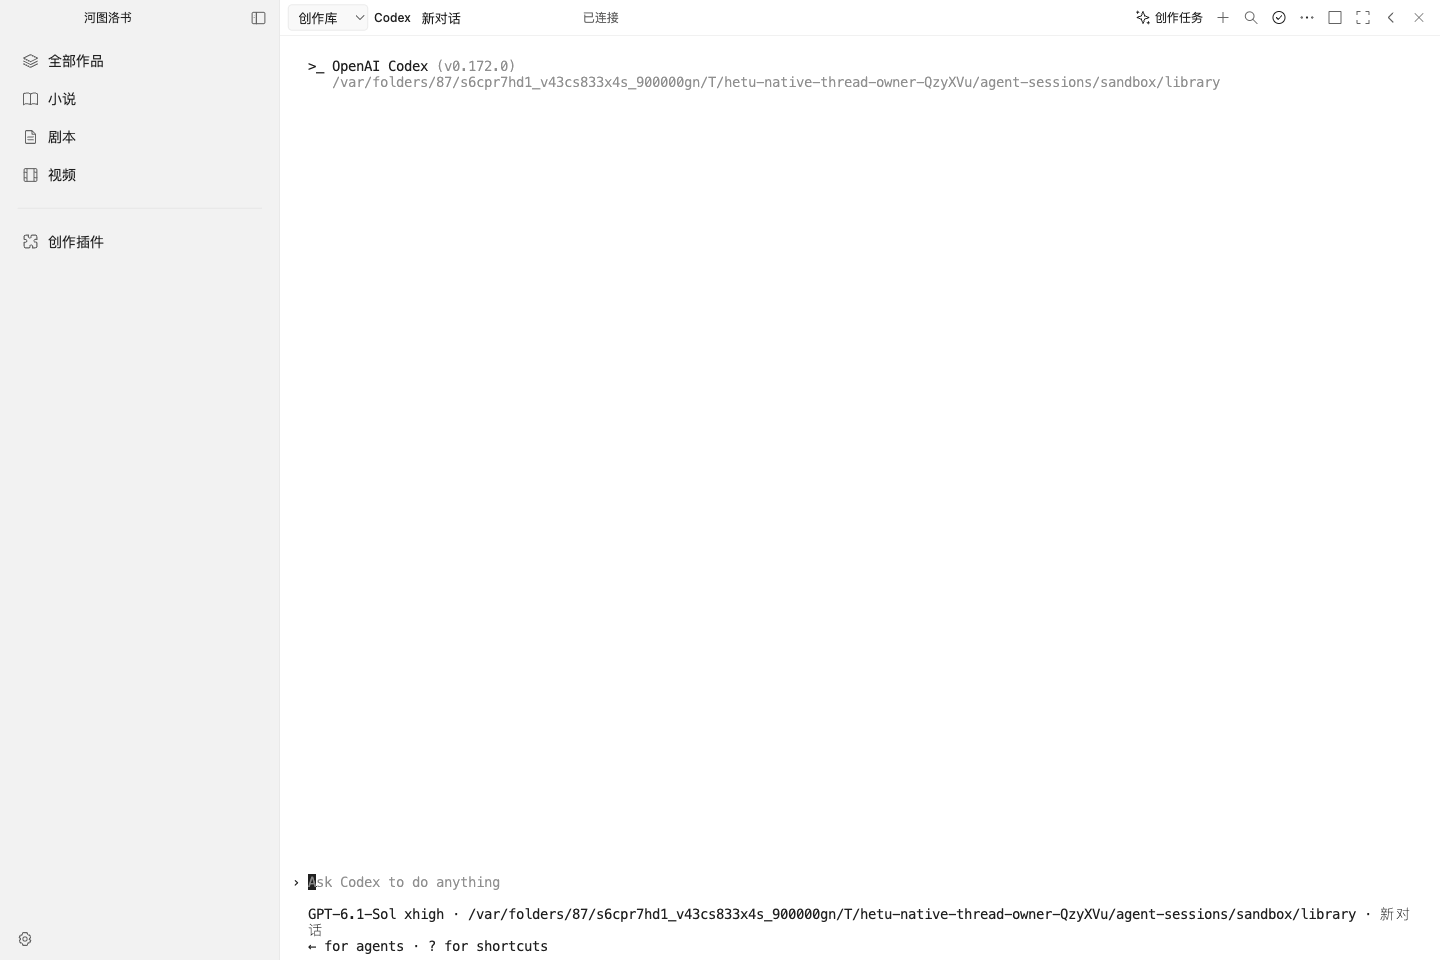 河图洛书
全部作品
小说
剧本
视频
创作插件
创作库 Codex 新对话 已连接 创作任务
>_ OpenAI Codex (v0.172.0)
/var/folders/87/s6cpr7hd1_v43cs833x4s_900000gn/T/hetu-native-thread-owner-QzyXVu/agent-sessions/sandbox/library
› Ask Codex to do anything
GPT-6.1-Sol xhigh · /var/folders/87/s6cpr7hd1_v43cs833x4s_900000gn/T/hetu-native-thread-owner-QzyXVu/agent-sessions/sandbox/library · 新对
话
← for agents · ? for shortcuts